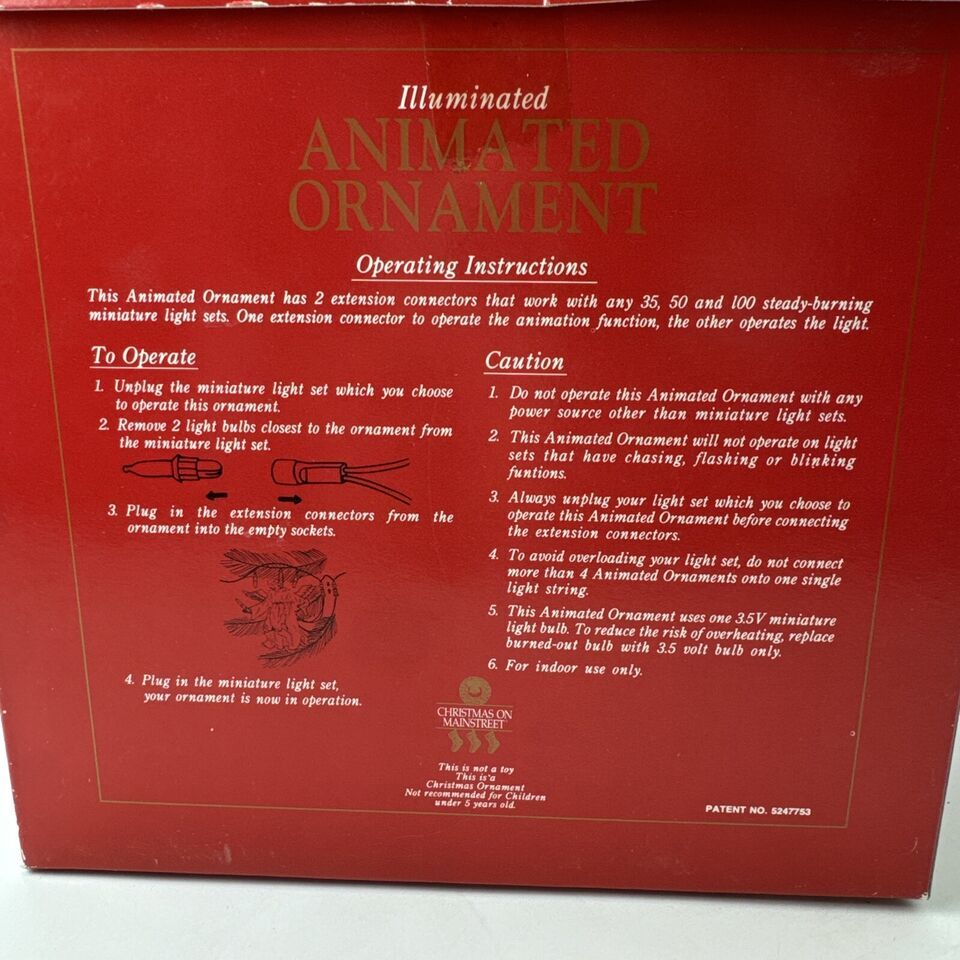 Illuminated
ANIMATED
ORNAMENT
Operating Instructions
This Animated Ornament has 2 extension connectors that work with any 35, 50 and 100 steady-burning
miniature light sets. One extension connector to operate the animation function, the other operates the light.
To Operate
1. Unplug the miniature light set which you choose
to operate this ornament.
2. Remove 2 light bulbs closest to the ornament from
the miniature light set.
3. Plug in the extension connectors from the
ornament into the empty sockets.
4. Plug in the miniature light set,
your ornament is now in operation.
Caution
1. Do not operate this Animated Ornament with any
power source other than miniature light sets.
2. This Animated Ornament will not operate on light
sets that have chasing, flashing or blinking
funtions.
3. Always unplug your light set which you choose to
operate this Animated Ornament before connecting
the extension connectors.
4. To avoid overloading your light set, do not connect
more than 4 Animated Ornaments onto one single
light string.
5. This Animated Ornament uses one 3.5V miniature
light bulb. To reduce the risk of overheating, replace
burned-out bulb with 3.5 volt bulb only.
6. For indoor use only.
CHRISTMAS ON
MAINSTREET
This is not a toy
This is a
Christmas Ornament
Not recommended for Children
under 5 years old.
PATENT NO. 5247753